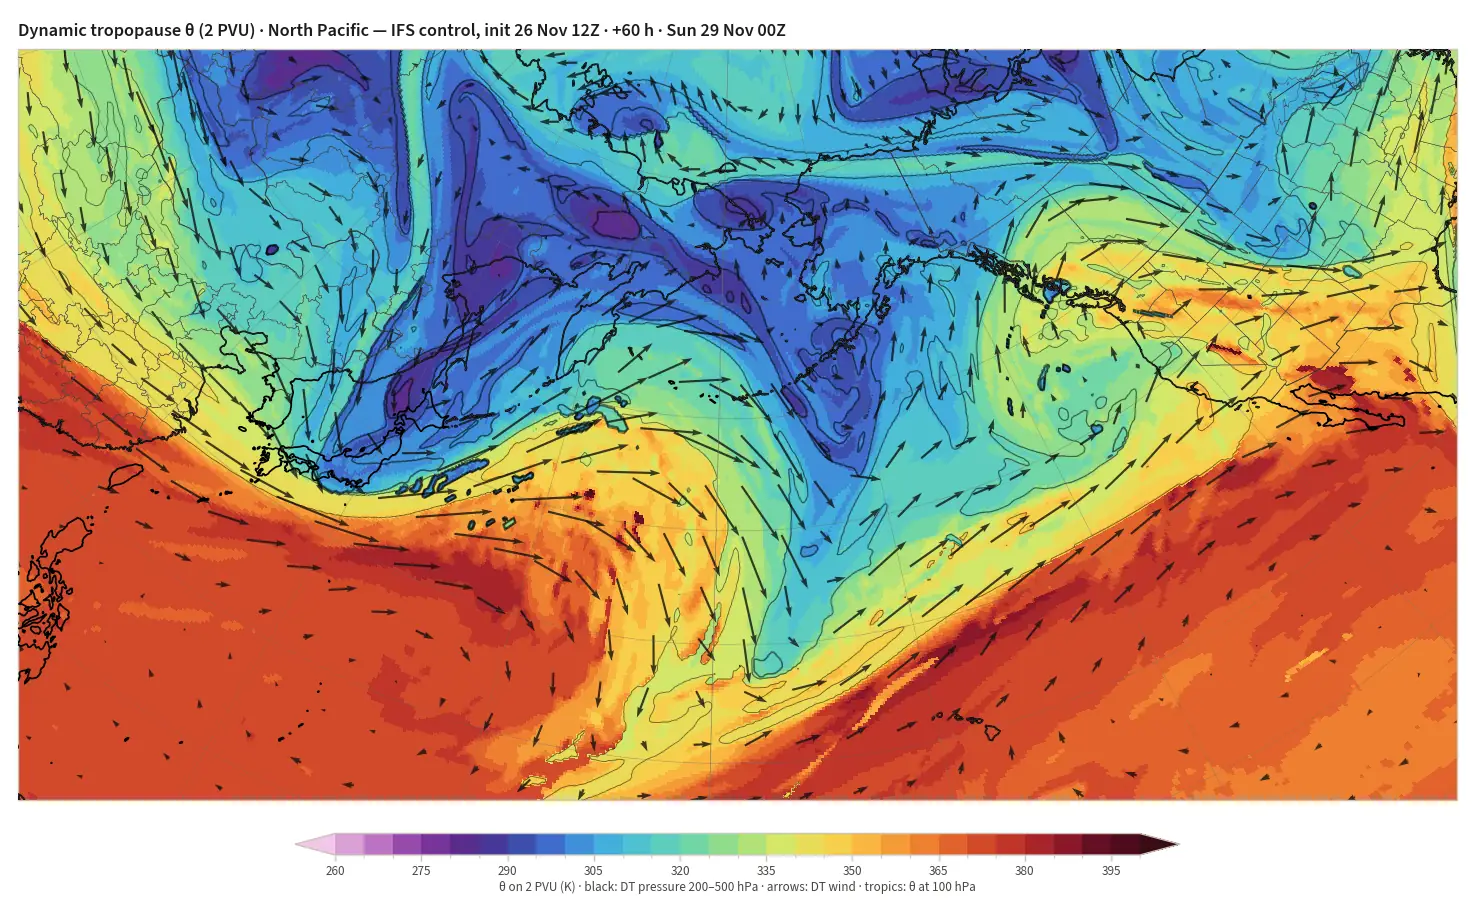 Dynamic tropopause θ (2 PVU) · North Pacific — IFS control, init 26 Nov 12Z · +60 h · Sun 29 Nov 00Z
260 275 290 305 320 335 350 365 380 395
θ on 2 PVU (K) · black: DT pressure 200–500 hPa · arrows: DT wind · tropics: θ at 100 hPa